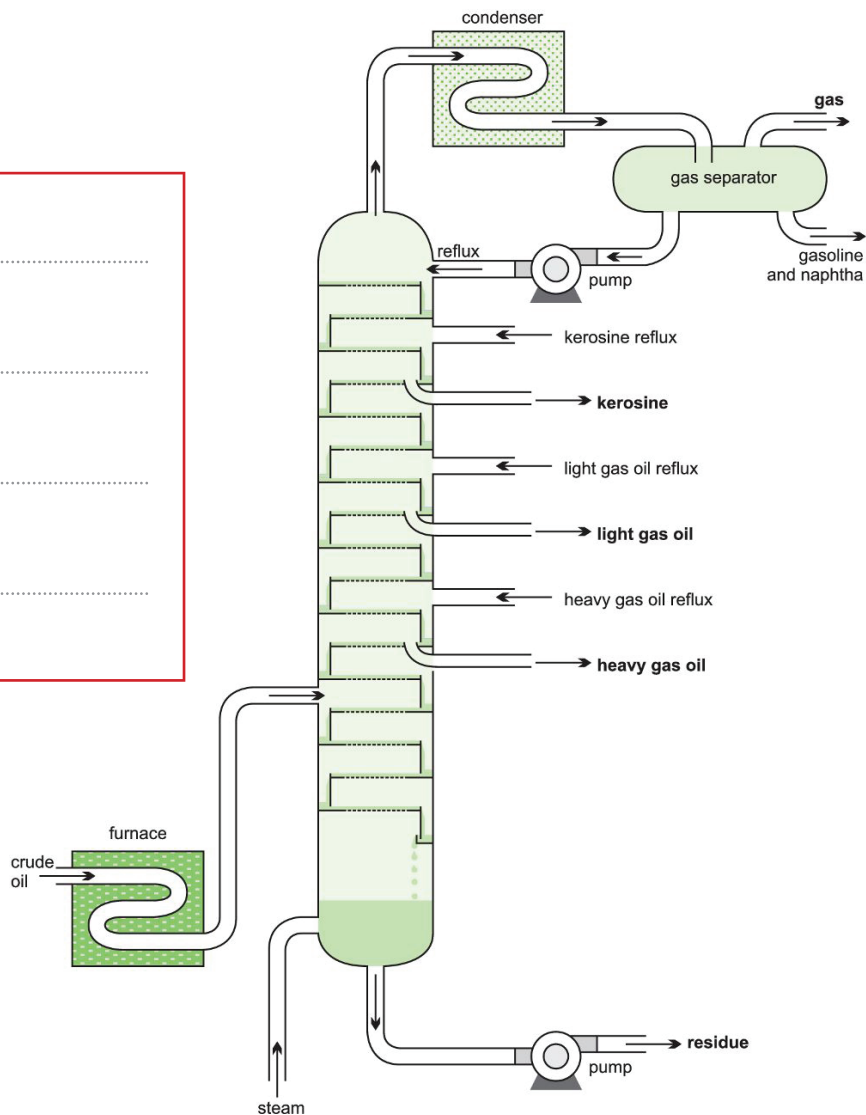 condenser
gas
gas separator
reflux
pump
gasoline
and naphtha
kerosine reflux
kerosine
light gas oil reflux
light gas oil
heavy gas oil reflux
heavy gas oil
furnace
crude
oil
residue
pump
steam